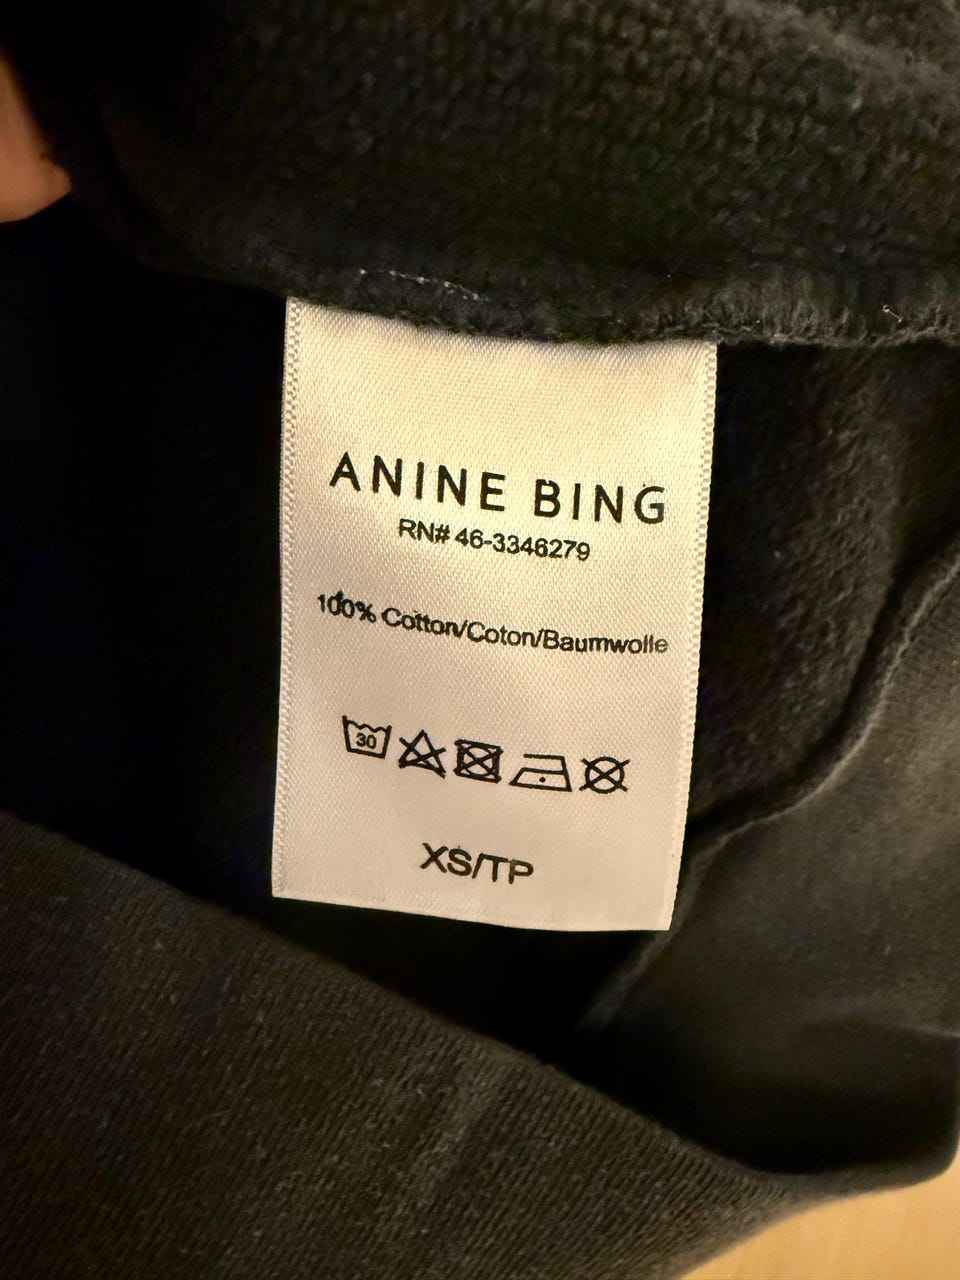 ANINE BING
RN# 46-3346279
100% Cotton/Coton/Baumwolle
30
XS/TP